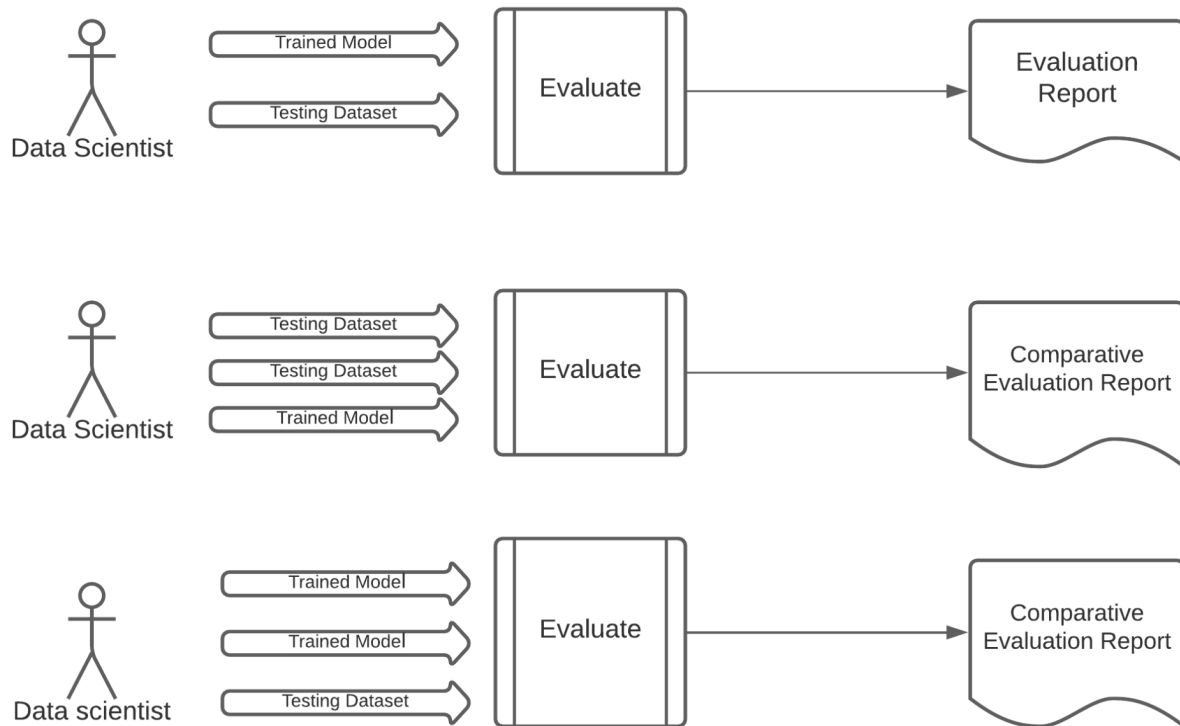 Trained Model
Testing Dataset
Data Scientist
Evaluate
Evaluation
Report
Testing Dataset
Testing Dataset
Trained Model
Data Scientist
Evaluate
Comparative
Evaluation Report
Trained Model
Trained Model
Testing Dataset
Data scientist
Evaluate
Comparative
Evaluation Report